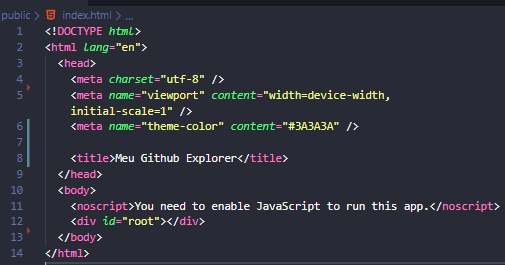 public > index.html > ...
1 <!DOCTYPE html>
2 <html lang="en">
3 <head>
4 <meta charset="utf-8" />
5 <meta name="viewport" content="width=device-width,
initial-scale=1" />
6 <meta name="theme-color" content="#3A3A3A" />
7
8 <title>Meu Github Explorer</title>
9 </head>
10 <body>
11 <noscript>You need to enable JavaScript to run this app.</noscript>
12 <div id="root"></div>
13 </body>
14 </html>